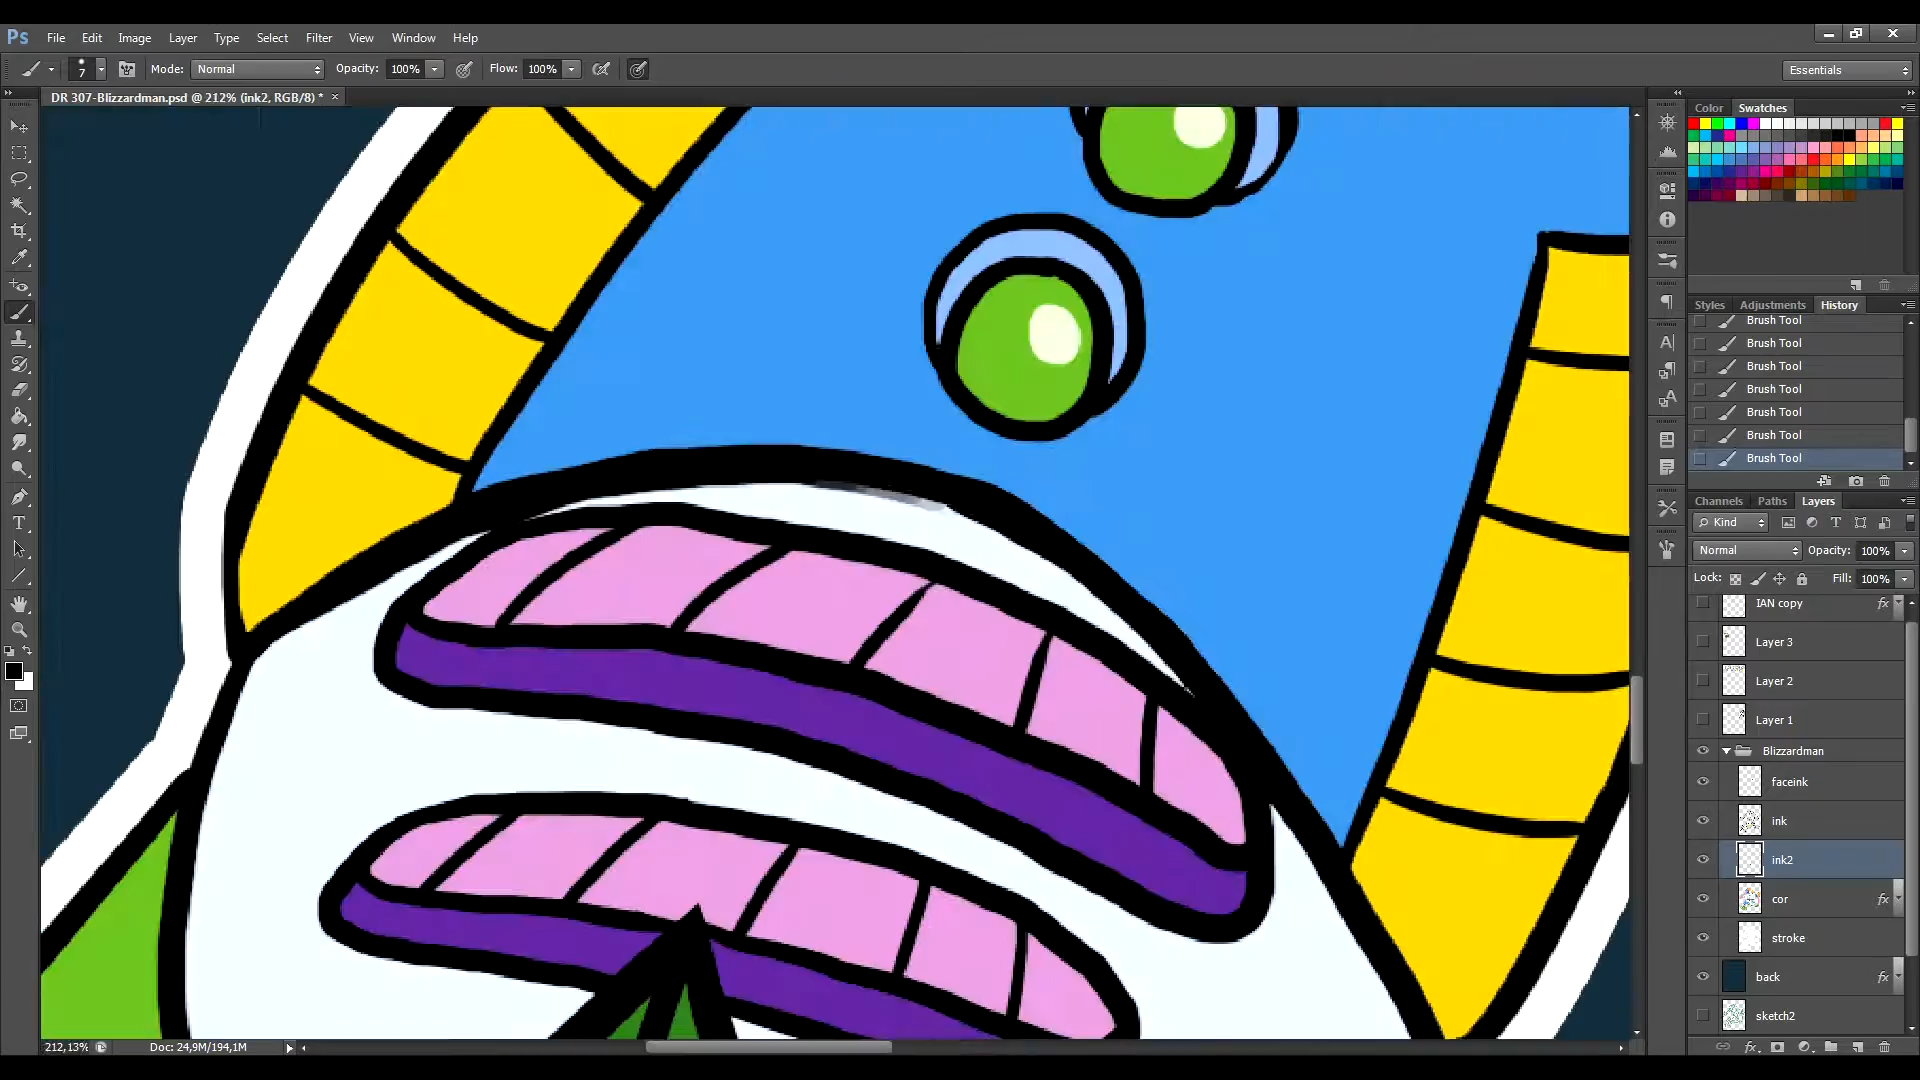 Ps File Edit Image Layer Type Select Filter View Window Help
7 Mode: Normal Opacity: 100% Flow: 100% Essentials
DR 307-Blizzardman.psd @ 212% (ink2, RGB/8) * ×
Color Swatches
Styles Adjustments History
Brush Tool
Brush Tool
Brush Tool
Brush Tool
Brush Tool
Brush Tool
Brush Tool
Channels Paths Layers
Kind
Normal Opacity: 100%
Lock: Fill: 100%
IAN copy fx
Layer 3
Layer 2
Layer 1
Blizzardman
faceink
ink
ink2
cor fx
stroke
back fx
sketch2
212,13% Doc: 24,9M/194,1M